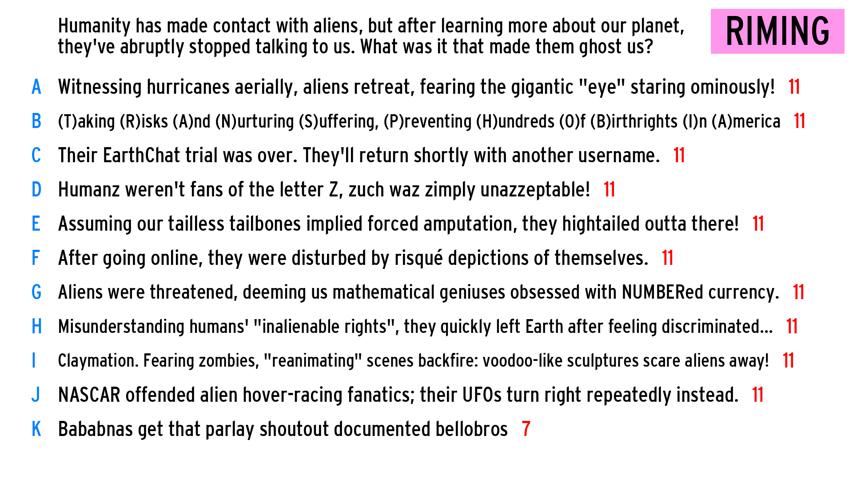 Humanity has made contact with aliens, but after learning more about our planet,
they've abruptly stopped talking to us. What was it that made them ghost us?
RIMING
A Witnessing hurricanes aerially, aliens retreat, fearing the gigantic "eye" staring ominously! 11
B (T)aking (R)isks (A)nd (N)urturing (S)uffering, (P)reventing (H)undreds (O)f (B)irthrights (I)n (A)merica 11
C Their EarthChat trial was over. They'll return shortly with another username. 11
D Humanz weren't fans of the letter Z, zuch waz zimply unazzeptable! 11
E Assuming our tailless tailbones implied forced amputation, they hightailed outta there! 11
F After going online, they were disturbed by risqué depictions of themselves. 11
G Aliens were threatened, deeming us mathematical geniuses obsessed with NUMBERed currency. 11
H Misunderstanding humans' "inalienable rights", they quickly left Earth after feeling discriminated... 11
I Claymation. Fearing zombies, "reanimating" scenes backfire: voodoo-like sculptures scare aliens away! 11
J NASCAR offended alien hover-racing fanatics; their UFOs turn right repeatedly instead. 11
K Bababnas get that parlay shoutout documented bellobros 7